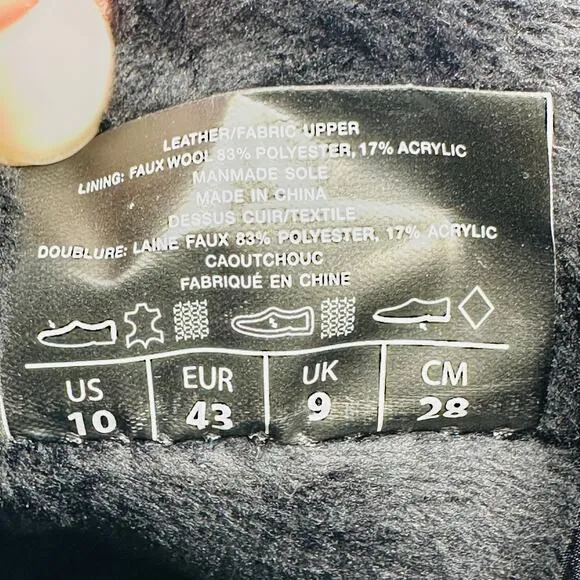 LEATHER/FABRIC UPPER
LINING: FAUX WOOL 83% POLYESTER, 17% ACRYLIC
MANMADE SOLE
MADE IN CHINA
DESSUS CUIR/TEXTILE
DOUBLURE: LAINE FAUX 83% POLYESTER, 17% ACRYLIC
CAOUTCHOUC
FABRIQUÉ EN CHINE
US EUR UK CM
10 43 9 28